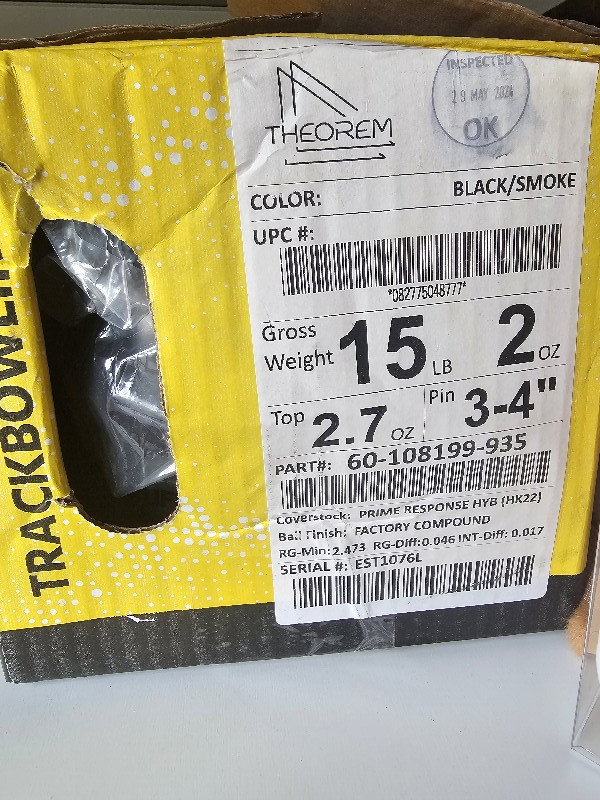 INSPECTED
29 MAY 2024
OK
THEOREM
COLOR: BLACK/SMOKE
UPC #:
*082775048777*
Gross Weight 15 LB 2 OZ
Top 2.7 OZ Pin 3-4"
PART#: 60-108199-935
Coverstock: PRIME RESPONSE HYB (HK22)
Ball Finish: FACTORY COMPOUND
RG-Min: 2.473 RG-Diff: 0.046 INT-Diff: 0.017
SERIAL #: EST1076L